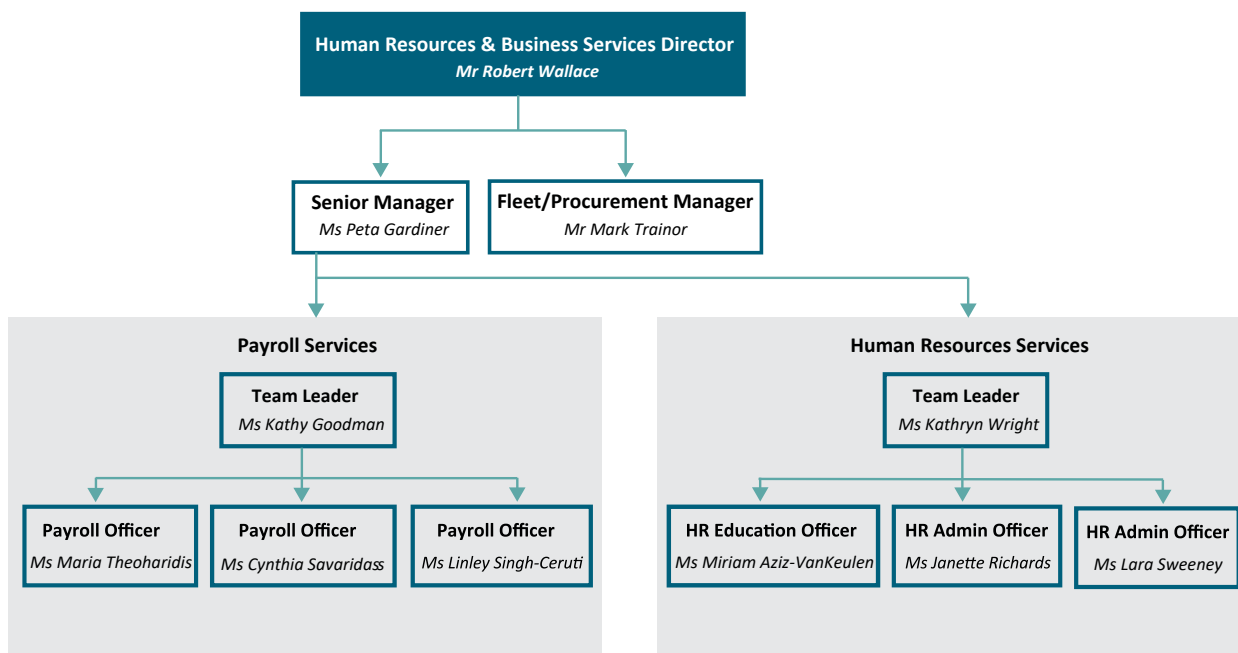 Human Resources & Business Services Director
Mr Robert Wallace
Senior Manager
Ms Peta Gardiner
Fleet/Procurement Manager
Mr Mark Trainor
Payroll Services
Team Leader
Ms Kathy Goodman
Payroll Officer
Ms Maria Theoharidis
Payroll Officer
Ms Cynthia Savaridass
Payroll Officer
Ms Linley Singh-Ceruti
Human Resources Services
Team Leader
Ms Kathryn Wright
HR Education Officer
Ms Miriam Aziz-VanKeulen
HR Admin Officer
Ms Janette Richards
HR Admin Officer
Ms Lara Sweeney